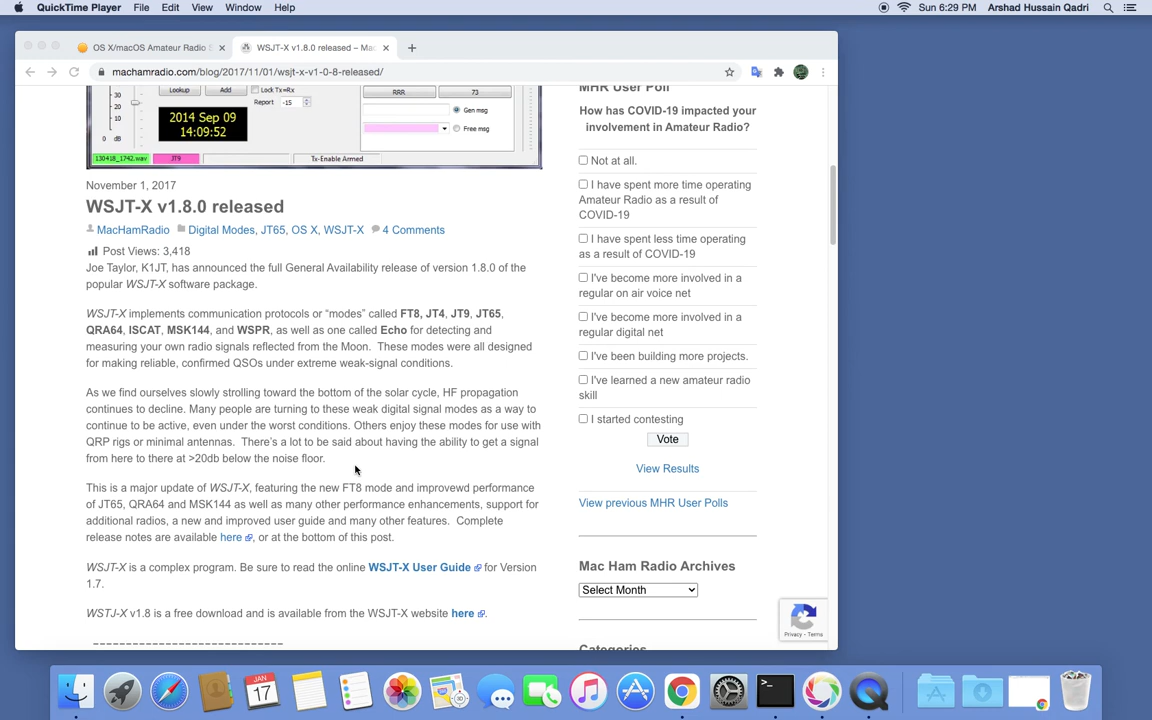 QuickTime Player File Edit View Window Help
Sun 6:29 PM Arshad Hussain Qadri
OS X/macOS Amateur Radio
WSJT-X v1.8.0 released – Mac
machamradio.com/blog/2017/11/01/wsjt-x-v1-0-8-released/
30
20
10
0 dB
Lookup Add
Lock Tx=Rx
Report -15
2014 Sep 09
14:09:52
RRR 73
Gen msg
Free msg
130418_1742.wav JT9 Tx-Enable Armed
November 1, 2017
WSJT-X v1.8.0 released
MacHamRadio Digital Modes, JT65, OS X, WSJT-X 4 Comments
Post Views: 3,418
Joe Taylor, K1JT, has announced the full General Availability release of version 1.8.0 of the
popular WSJT-X software package.
WSJT-X implements communication protocols or “modes” called FT8, JT4, JT9, JT65,
QRA64, ISCAT, MSK144, and WSPR, as well as one called Echo for detecting and
measuring your own radio signals reflected from the Moon. These modes were all designed
for making reliable, confirmed QSOs under extreme weak-signal conditions.
As we find ourselves slowly strolling toward the bottom of the solar cycle, HF propagation
continues to decline. Many people are turning to these weak digital signal modes as a way to
continue to be active, even under the worst conditions. Others enjoy these modes for use with
QRP rigs or minimal antennas. There's a lot to be said about having the ability to get a signal
from here to there at >20db below the noise floor.
This is a major update of WSJT-X, featuring the new FT8 mode and improvewd performance
of JT65, QRA64 and MSK144 as well as many other performance enhancements, support for
additional radios, a new and improved user guide and many other features. Complete
release notes are available here, or at the bottom of this post.
WSJT-X is a complex program. Be sure to read the online WSJT-X User Guide for Version
1.7.
WSTJ-X v1.8 is a free download and is available from the WSJT-X website here.
MHR User Poll
How has COVID-19 impacted your
involvement in Amateur Radio?
Not at all.
I have spent more time operating
Amateur Radio as a result of
COVID-19
I have spent less time operating
as a result of COVID-19
I've become more involved in a
regular on air voice net
I've become more involved in a
regular digital net
I've been building more projects.
I've learned a new amateur radio
skill
I started contesting
Vote
View Results
View previous MHR User Polls
Mac Ham Radio Archives
Select Month
Categories
Privacy - Terms
JAN
17